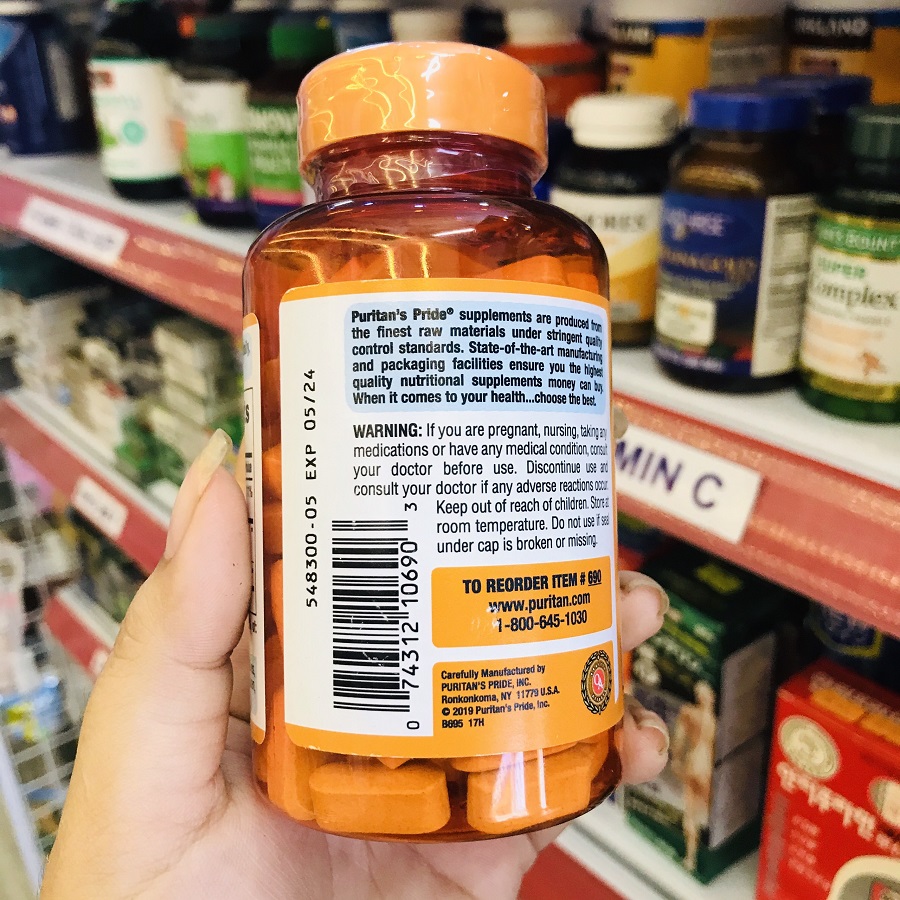 Puritan's Pride® supplements are produced from
the finest raw materials under stringent quality
control standards. State-of-the-art manufacturing
and packaging facilities ensure you the highest
quality nutritional supplements money can buy.
When it comes to your health...choose the best.
WARNING: If you are pregnant, nursing, taking any
medications or have any medical condition, consult
your doctor before use. Discontinue use and
consult your doctor if any adverse reactions occur.
Keep out of reach of children. Store at
room temperature. Do not use if seal
under cap is broken or missing.
548300-05 EXP 05/24
0 74312 10690 3
TO REORDER ITEM # 690
www.puritan.com
1-800-645-1030
Carefully Manufactured by
PURITAN'S PRIDE, INC.
Ronkonkoma, NY 11779 U.S.A.
© 2019 Puritan's Pride, Inc.
B695 17H
MIN C
SUPER